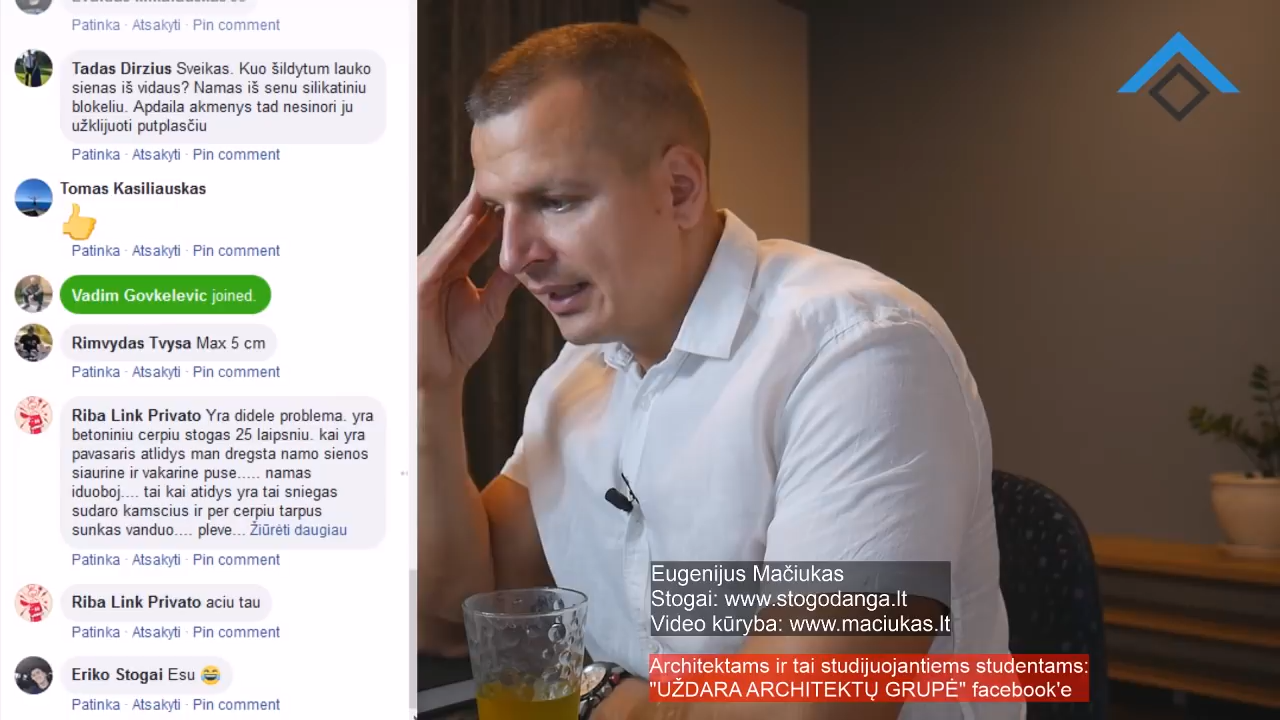 Patinka · Atsakyti · Pin comment
Tadas Dirzius Sveikas. Kuo šildytum lauko
sienas iš vidaus? Namas iš senu silikatiniu
blokeliu. Apdaila akmenys tad nesinori ju
užklijuoti putplasčiu
Patinka · Atsakyti · Pin comment
Tomas Kasiliauskas
Patinka · Atsakyti · Pin comment
Vadim Govkelevic joined.
Rimvydas Tvysa Max 5 cm
Patinka · Atsakyti · Pin comment
Riba Link Privato Yra didele problema. yra
betoniniu cerpiu stogas 25 laipsniu. kai yra
pavasaris atlidys man dregsta namo sienos
siaurine ir vakarine puse..... namas
iduoboj.... tai kai atidys yra tai sniegas
sudaro kamscius ir per cerpiu tarpus
sunkas vanduo.... pleve... Žiūrėti daugiau
Patinka · Atsakyti · Pin comment
Riba Link Privato aciu tau
Patinka · Atsakyti · Pin comment
Eriko Stogai Esu 😂
Patinka · Atsakyti · Pin comment
Eugenijus Mačiukas
Stogai: www.stogodanga.lt
Video kūryba: www.maciukas.lt
Architektams ir tai studijuojantiems studentams:
"UŽDARA ARCHITEKTŲ GRUPĖ" facebook'e